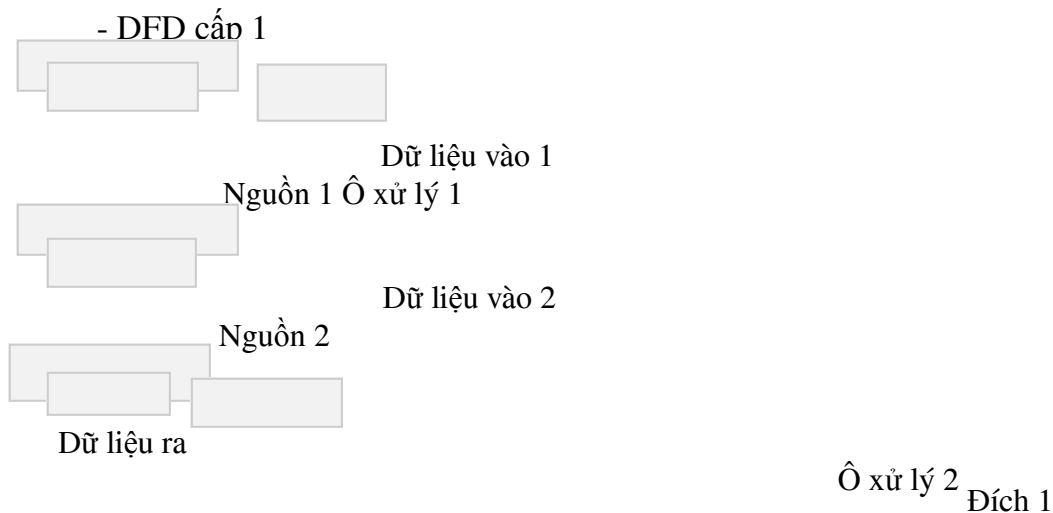 - DFD cấp 1
Dữ liệu vào 1
Nguồn 1 Ô xử lý 1
Dữ liệu vào 2
Nguồn 2
Dữ liệu ra
Ô xử lý 2
Đích 1